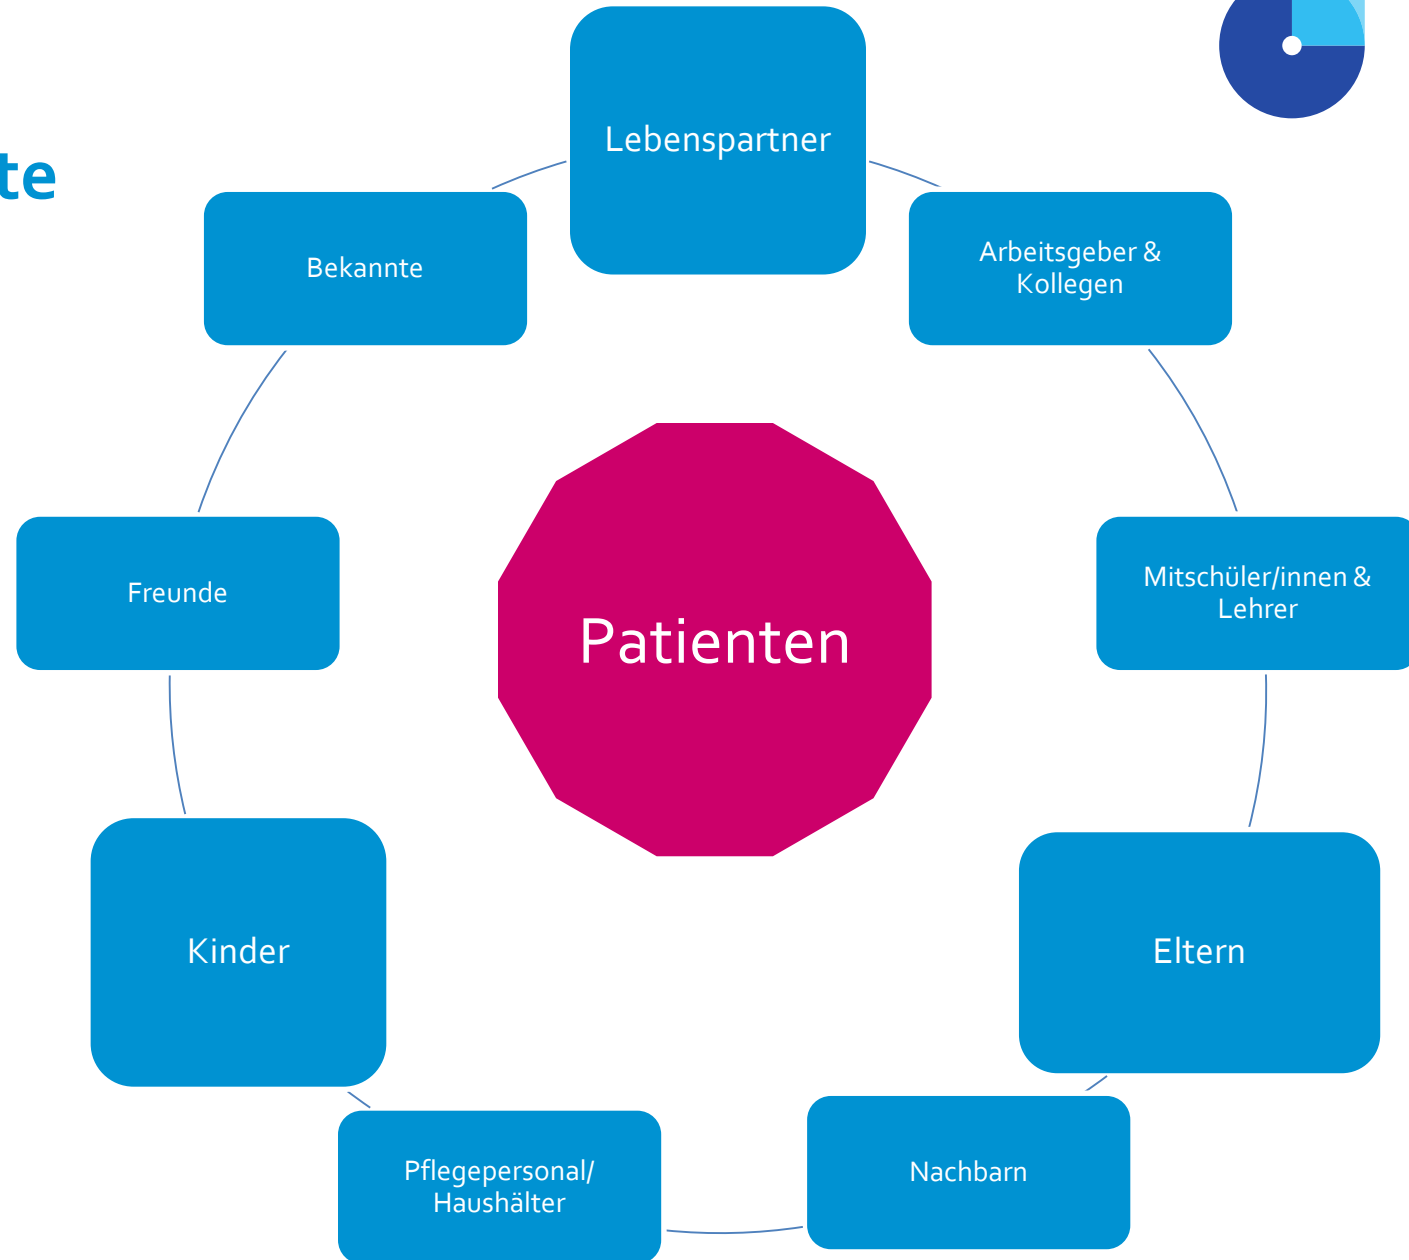 te
Lebenspartner
Bekannte
Arbeitsgeber &
Kollegen
Freunde
Mitschüler/innen &
Lehrer
Patienten
Kinder
Eltern
Pflegepersonal/
Haushälter
Nachbarn